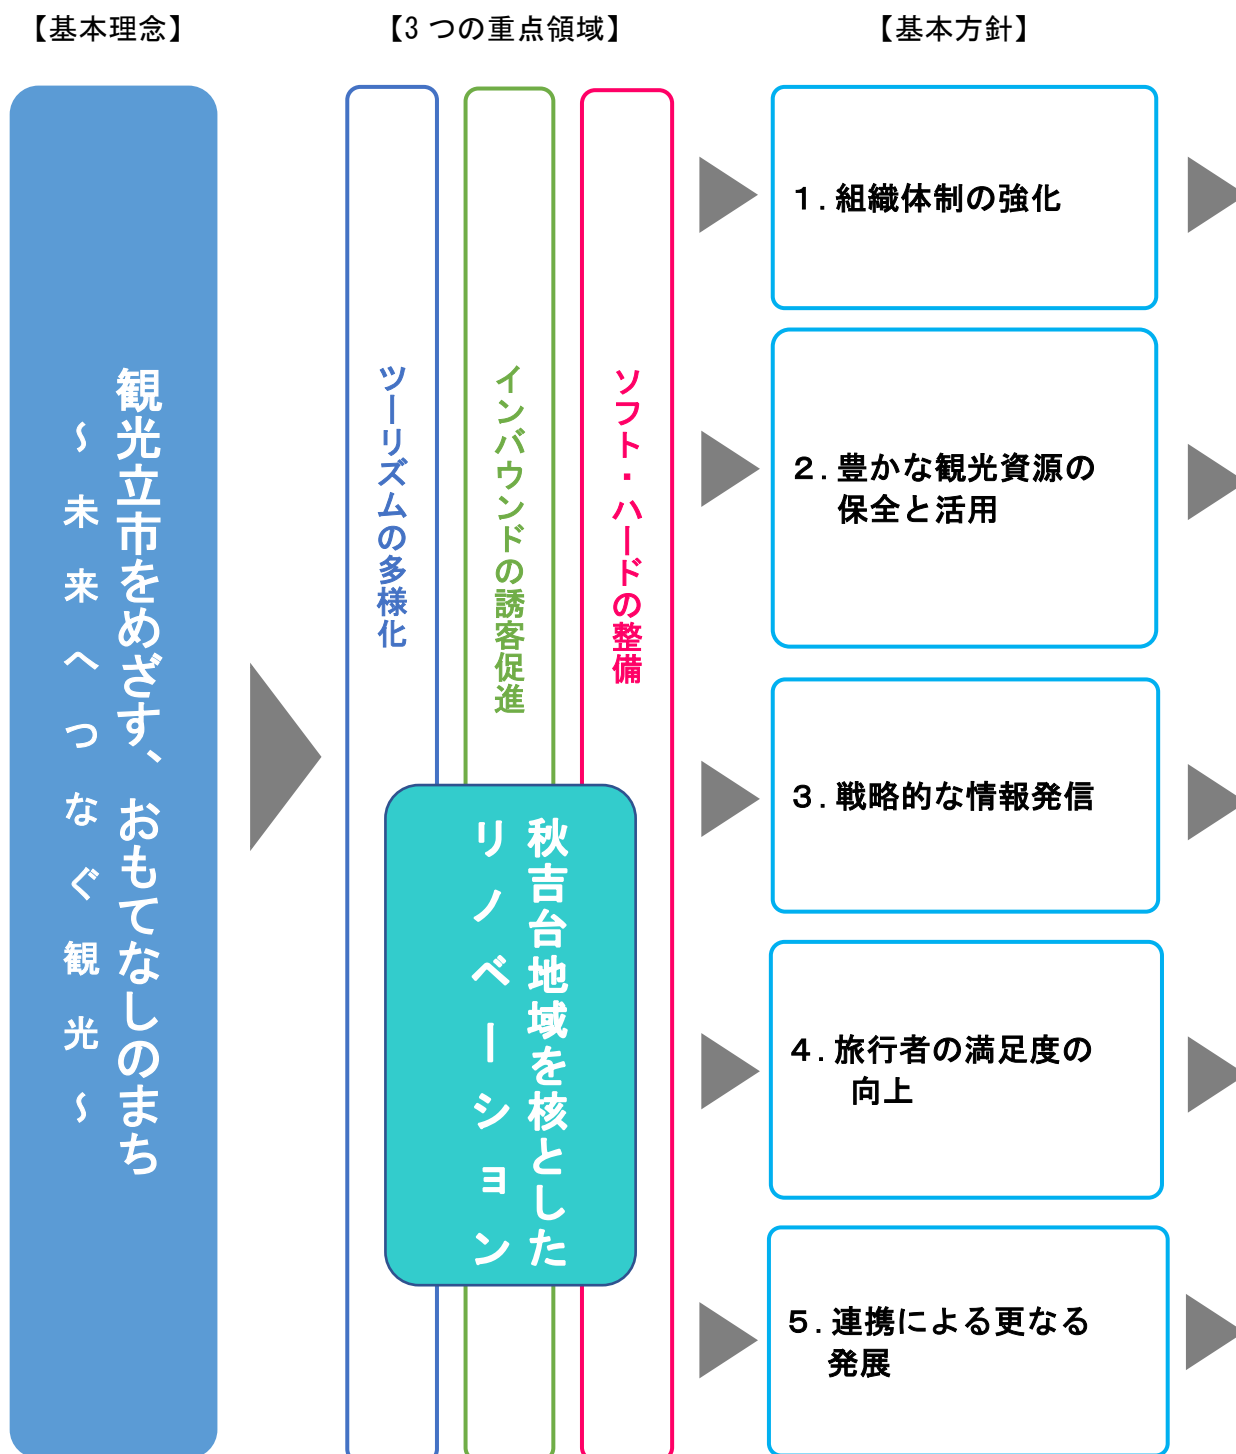 【基本理念】
【3つの重点領域】
【基本方針】
観光立市をめざす、おもてなしのまち
～未来へつなぐ観光～
ツーリズムの多様化
インバウンドの誘客促進
ソフト・ハードの整備
秋吉台地域を核とした
リノベーション
１.組織体制の強化
２.豊かな観光資源の
保全と活用
３.戦略的な情報発信
４.旅行者の満足度の
向上
５.連携による更なる
発展